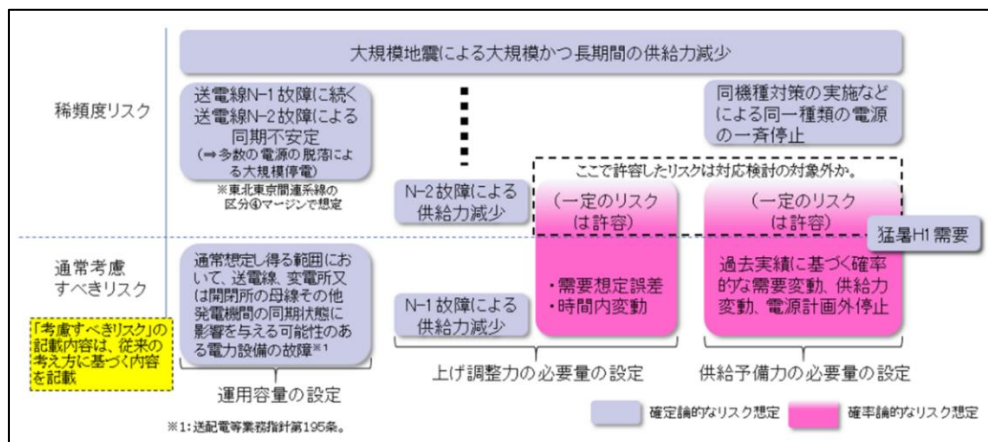 大規模地震による大規模かつ長期間の供給力減少
稀頻度リスク
送電線N-1故障に続く
送電線N-2故障による
同期不安定
(⇒多数の電源の脱落によ
る大規模停電)
※東北東京間連系線の
区分④マージンで想定
N-2故障による
供給力減少
同機種対策の実施など
による同一種類の電源
の一斉停止
ここで許容したリスクは対応検討の対象外か。
(一定のリスク
は許容)
(一定のリスク
は許容)
猛暑H1需要
通常考慮
すべきリスク
通常想定し得る範囲にお
いて、送電線、変電所又
は開閉所の母線その他
発電機間の同期状態に
影響を与える可能性のあ
る電力設備の故障※1
N-1故障による
供給力減少
・需要想定誤差
・時間内変動
過去実績に基づく確率
的な需要変動、供給力
変動、電源計画外停止
「考慮すべきリスク」の
記載内容は、従来の
考え方に基づく内容
を記載
運用容量の設定
上げ調整力の必要量の設定
供給予備力の必要量の設定
※1:送配電等業務指針第195条。
確定論的なリスク想定
確率論的なリスク想定